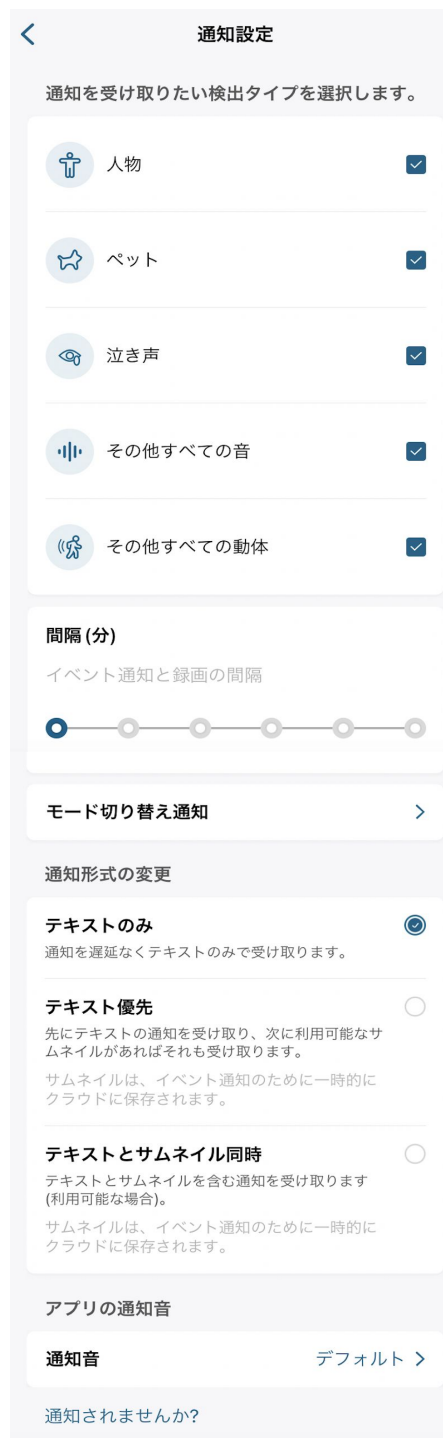 通知設定
通知を受け取りたい検出タイプを選択します。
人物
ペット
泣き声
その他すべての音
その他すべての動体
間隔 (分)
イベント通知と録画の間隔
モード切り替え通知
通知形式の変更
テキストのみ
通知を遅延なくテキストのみで受け取ります。
テキスト優先
先にテキストの通知を受け取り、次に利用可能なサ
ムネイルがあればそれも受け取ります。
サムネイルは、イベント通知のために一時的に
クラウドに保存されます。
テキストとサムネイル同時
テキストとサムネイルを含む通知を受け取ります
(利用可能な場合)。
サムネイルは、イベント通知のために一時的に
クラウドに保存されます。
アプリの通知音
通知音 デフォルト
通知されませんか?